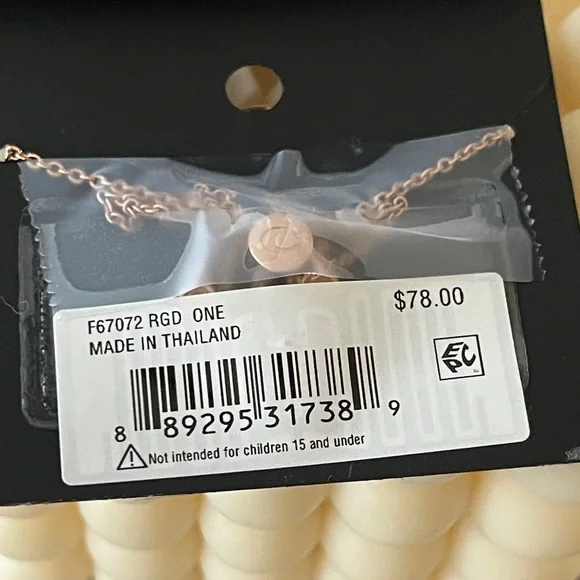 F67072 RGD ONE $78.00
MADE IN THAILAND
EPC
8 89295 31738 9
Not intended for children 15 and under